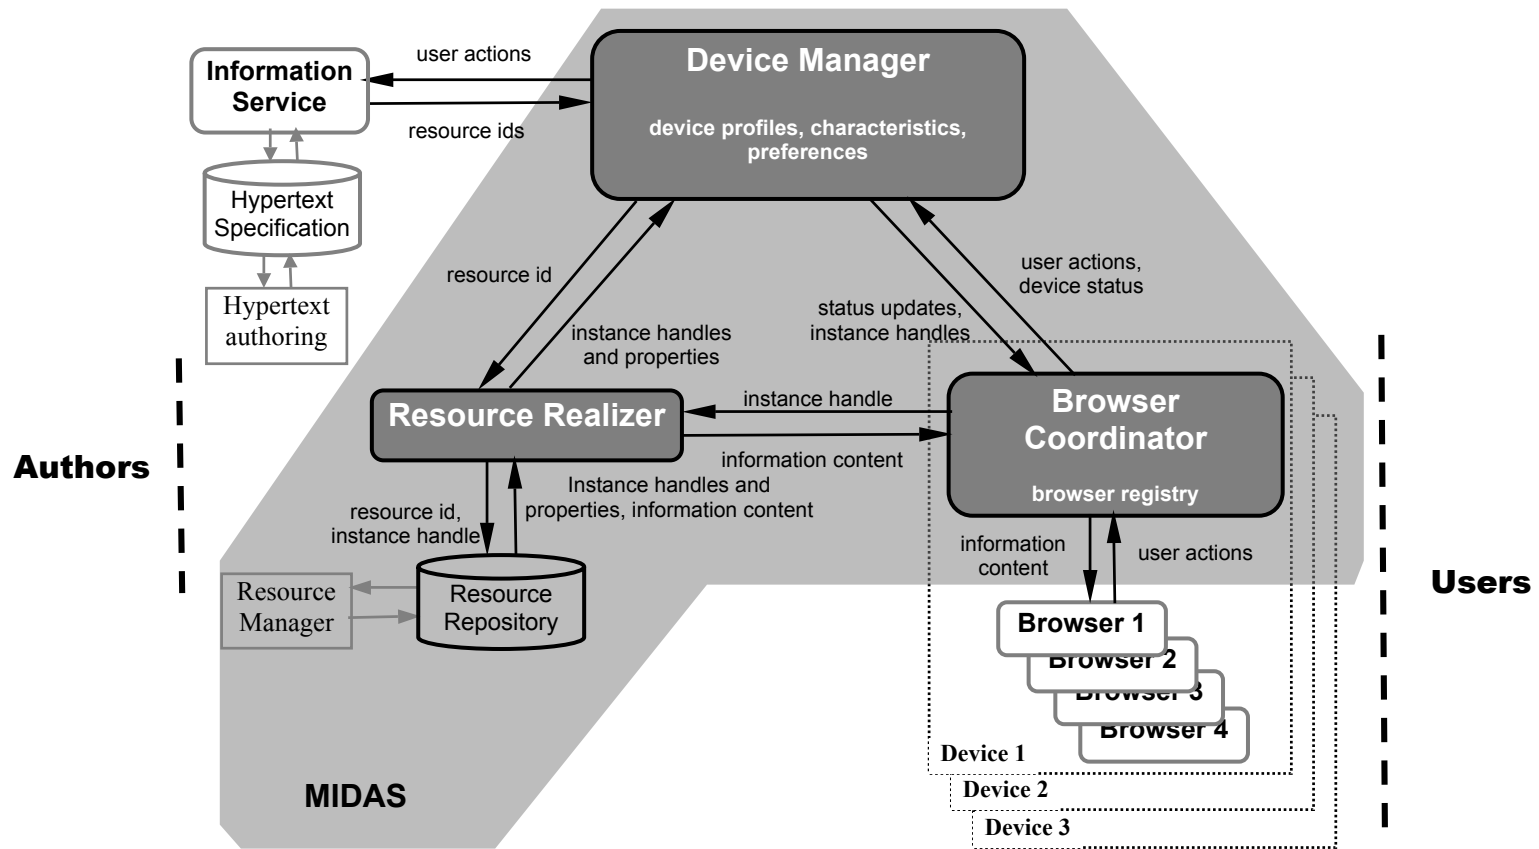 user actions
Information
Service
resource ids
Device Manager
device profiles, characteristics,
preferences
Hypertext
Specification
Hypertext
authoring
resource id
instance handles
and properties
user actions,
device status
status updates,
instance handles
Resource Realizer
instance handle
information content
Browser
Coordinator
browser registry
Authors
resource id,
instance handle
Instance handles and
properties, information content
information
content
user actions
Resource
Manager
Resource
Repository
Users
Browser 1
Browser 2
Browser 3
Browser 4
Device 1
Device 2
Device 3
MIDAS